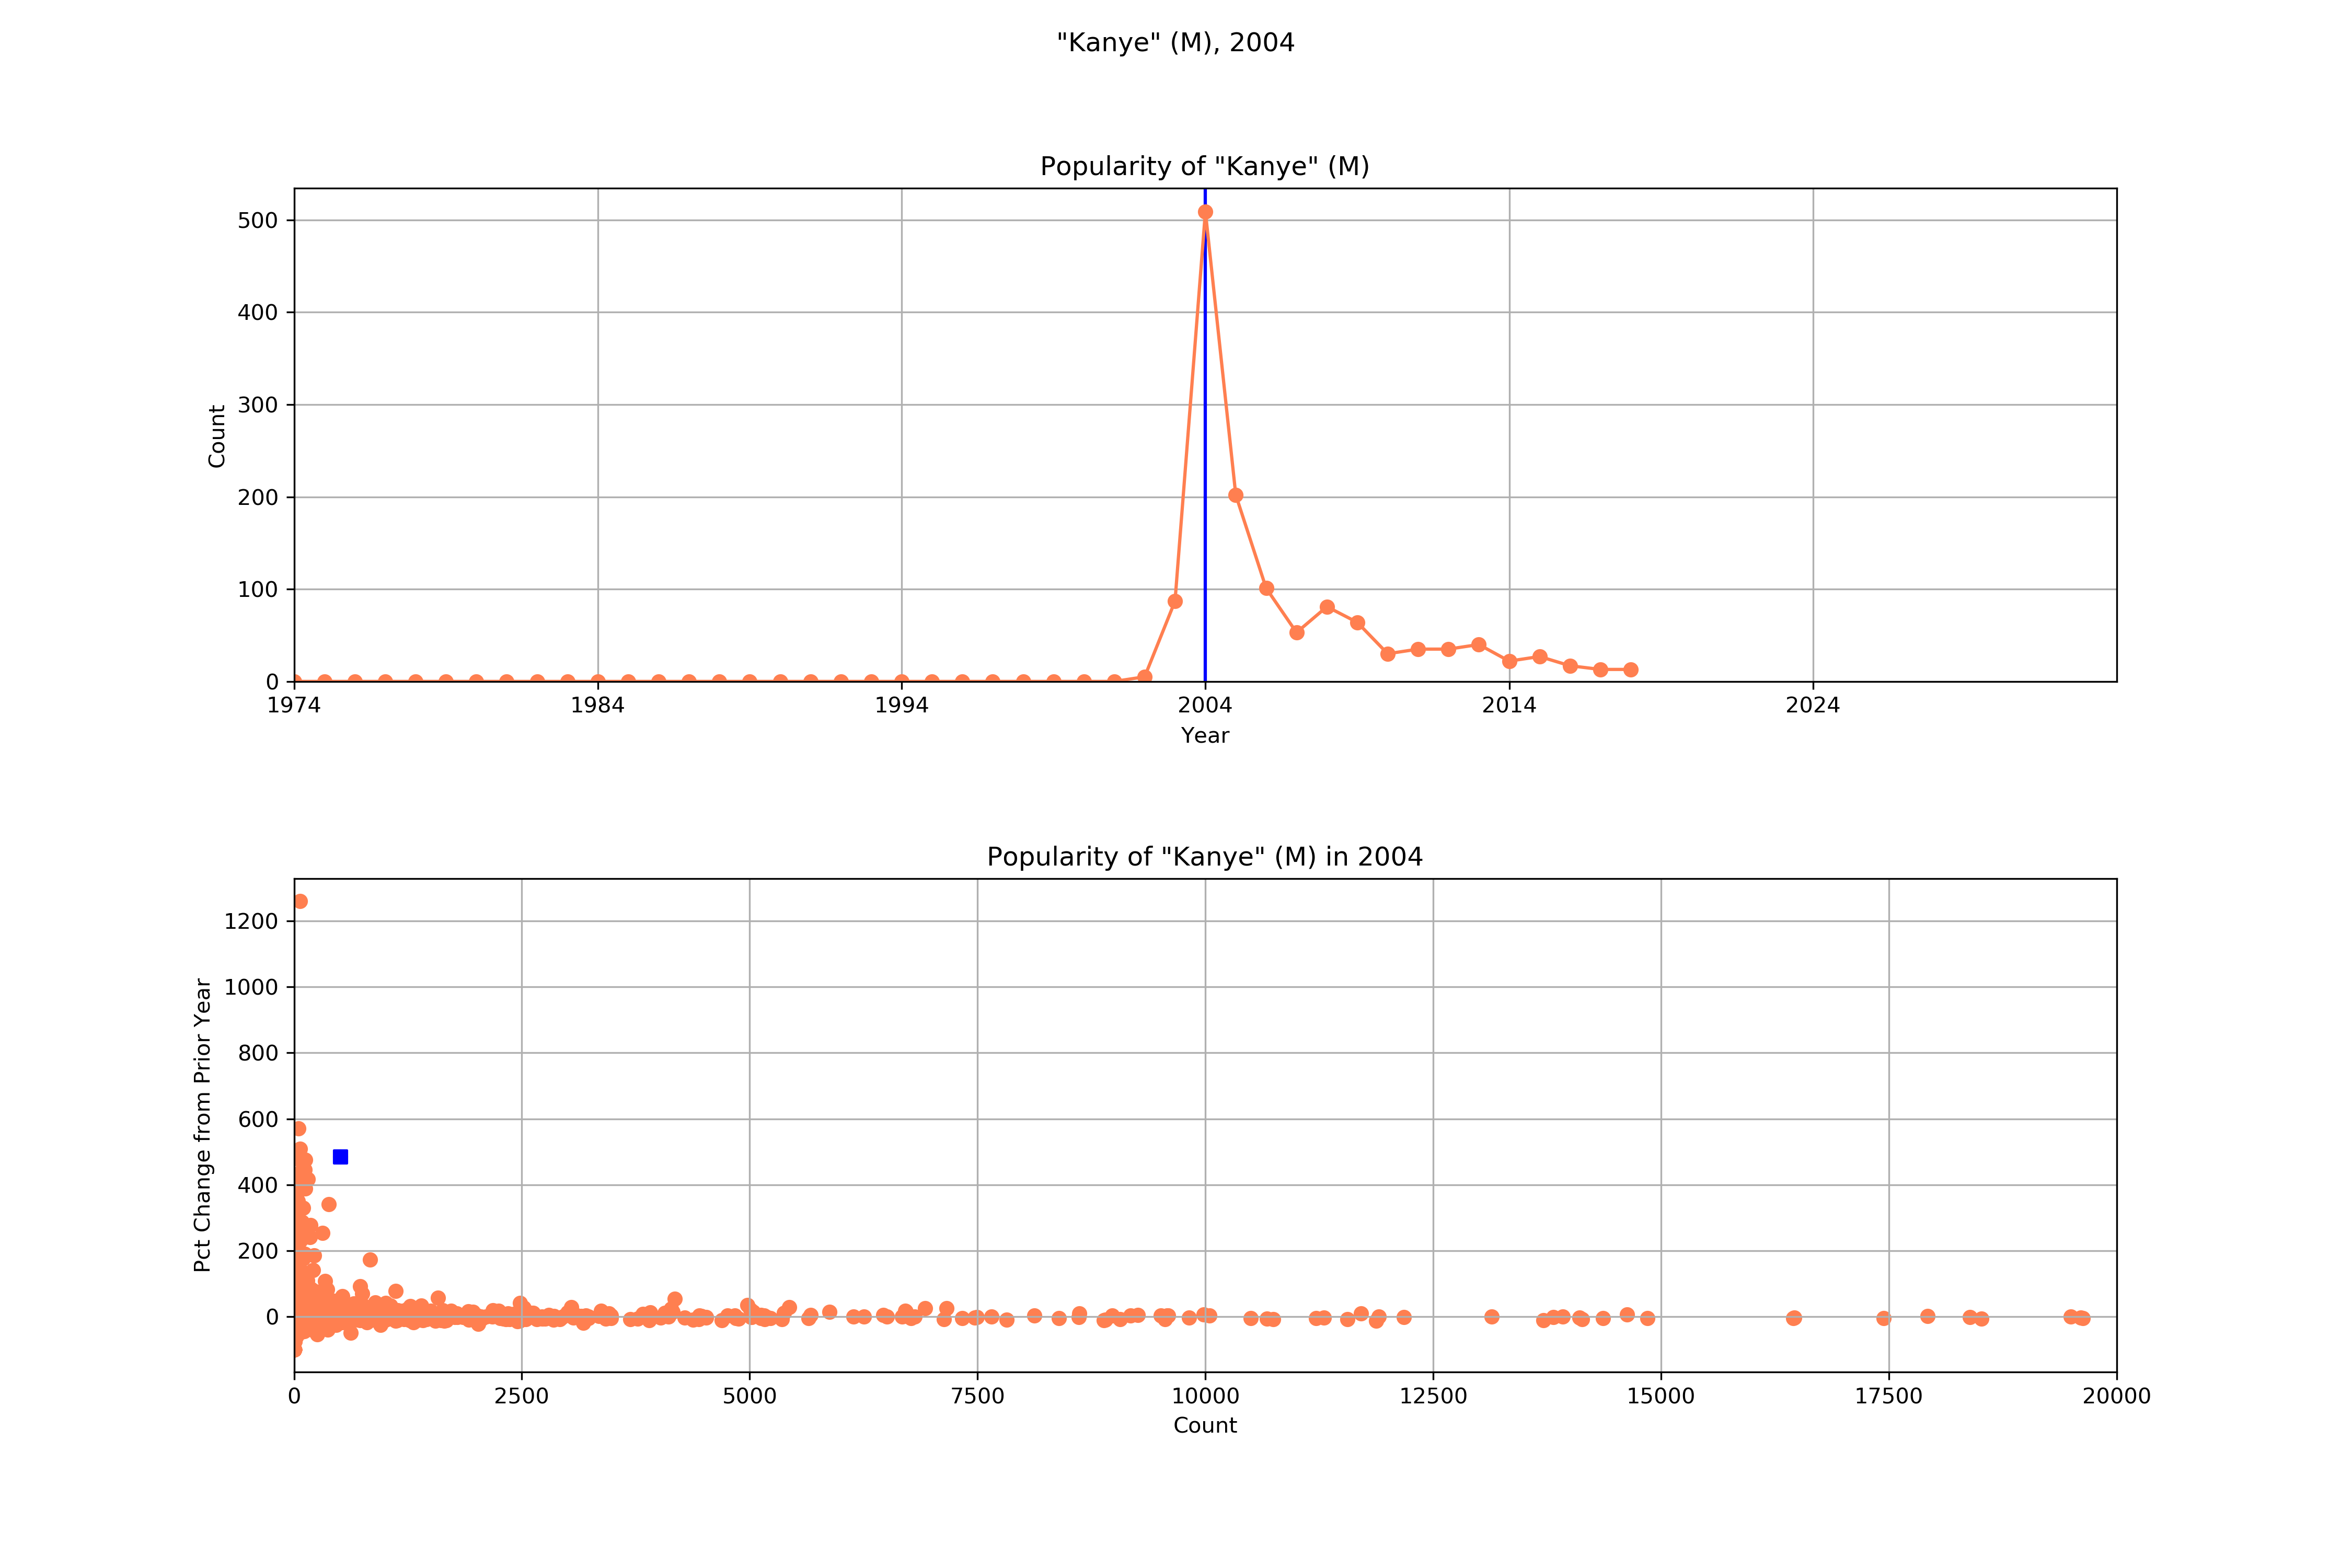 "Kanye" (M), 2004
Popularity of "Kanye" (M)
500
400
300
200
100
0
Count
1974 1984 1994 2004 2014 2024
Year
Popularity of "Kanye" (M) in 2004
1200
1000
800
600
400
200
0
Pct Change from Prior Year
0 2500 5000 7500 10000 12500 15000 17500 20000
Count